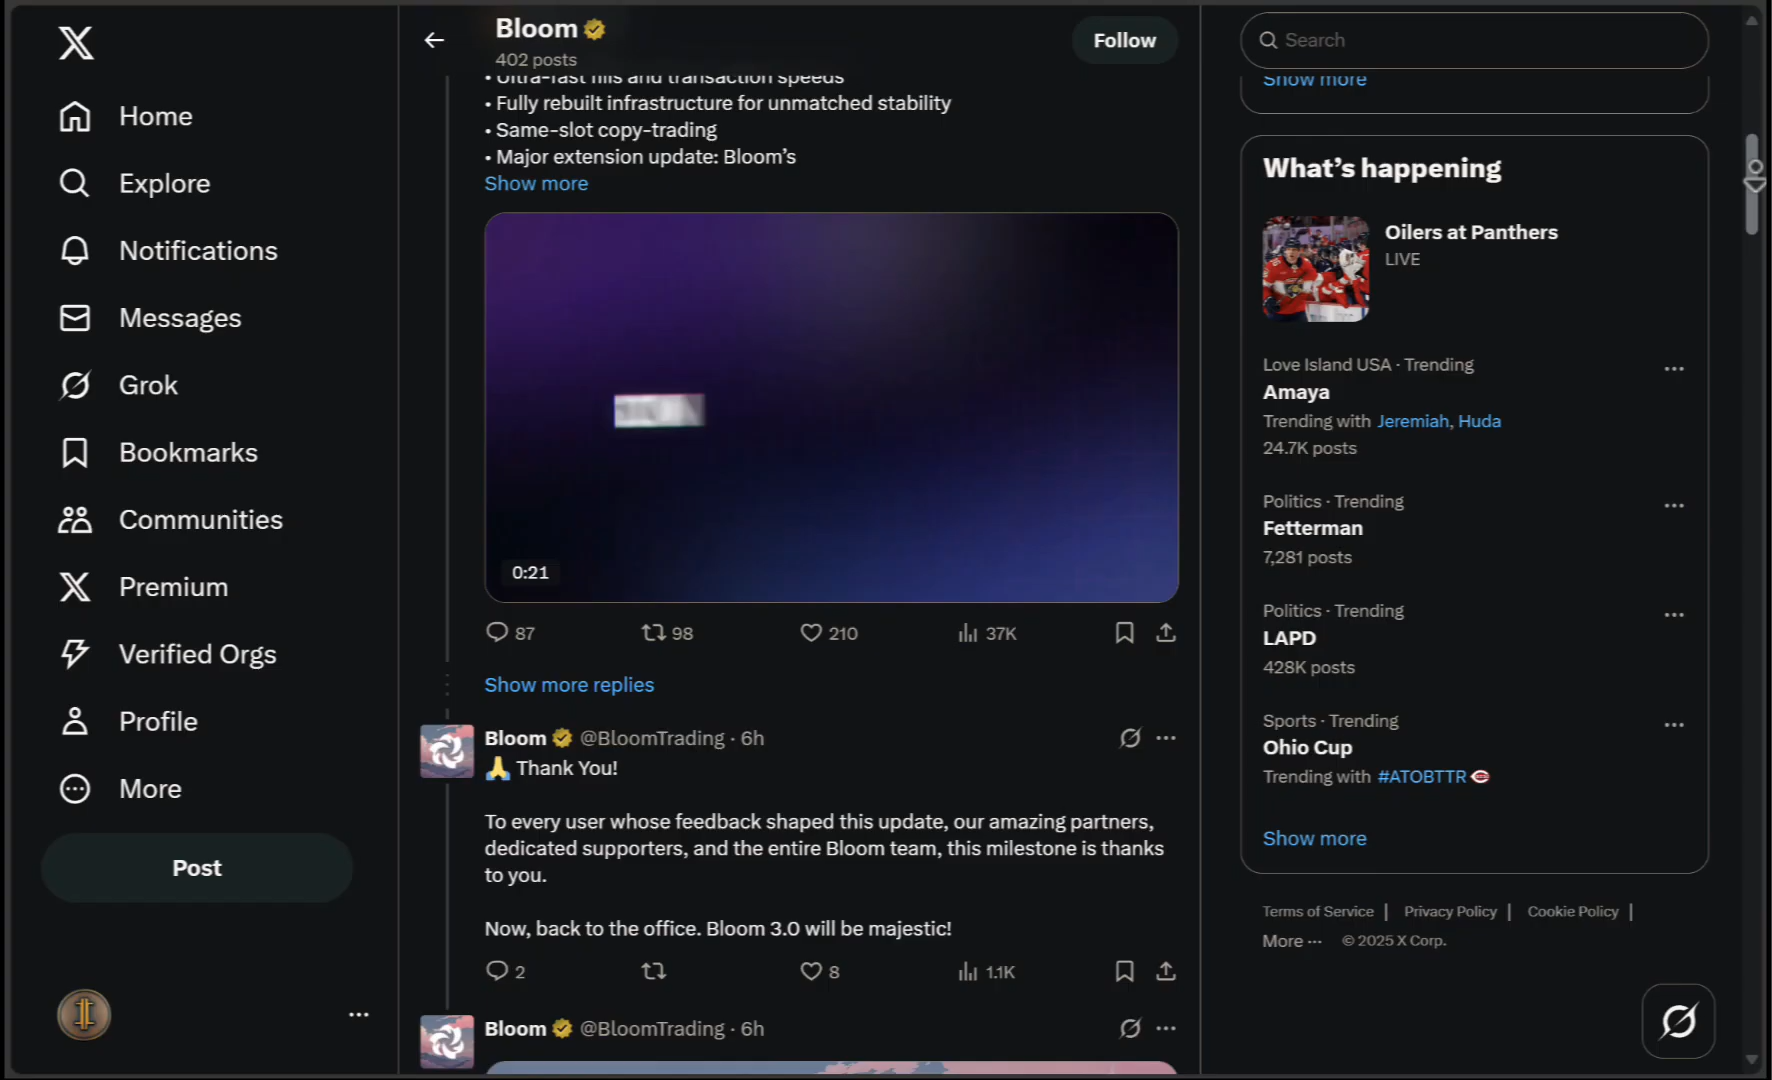 Home
Explore
Notifications
Messages
Grok
Bookmarks
Communities
Premium
Verified Orgs
Profile
More
Post
Bloom
402 posts
Follow
• Ultra-fast fills and transaction speeds
• Fully rebuilt infrastructure for unmatched stability
• Same-slot copy-trading
• Major extension update: Bloom’s
Show more
0:21
87 98 210 37K
Show more replies
Bloom @BloomTrading · 6h
🙏 Thank You!
To every user whose feedback shaped this update, our amazing partners,
dedicated supporters, and the entire Bloom team, this milestone is thanks
to you.
Now, back to the office. Bloom 3.0 will be majestic!
2 8 1.1K
Bloom @BloomTrading · 6h
Search
Show more
What’s happening
Oilers at Panthers
LIVE
Love Island USA · Trending
Amaya
Trending with Jeremiah, Huda
24.7K posts
Politics · Trending
Fetterman
7,281 posts
Politics · Trending
LAPD
428K posts
Sports · Trending
Ohio Cup
Trending with #ATOBTTR
Show more
Terms of Service | Privacy Policy | Cookie Policy |
More ··· © 2025 X Corp.